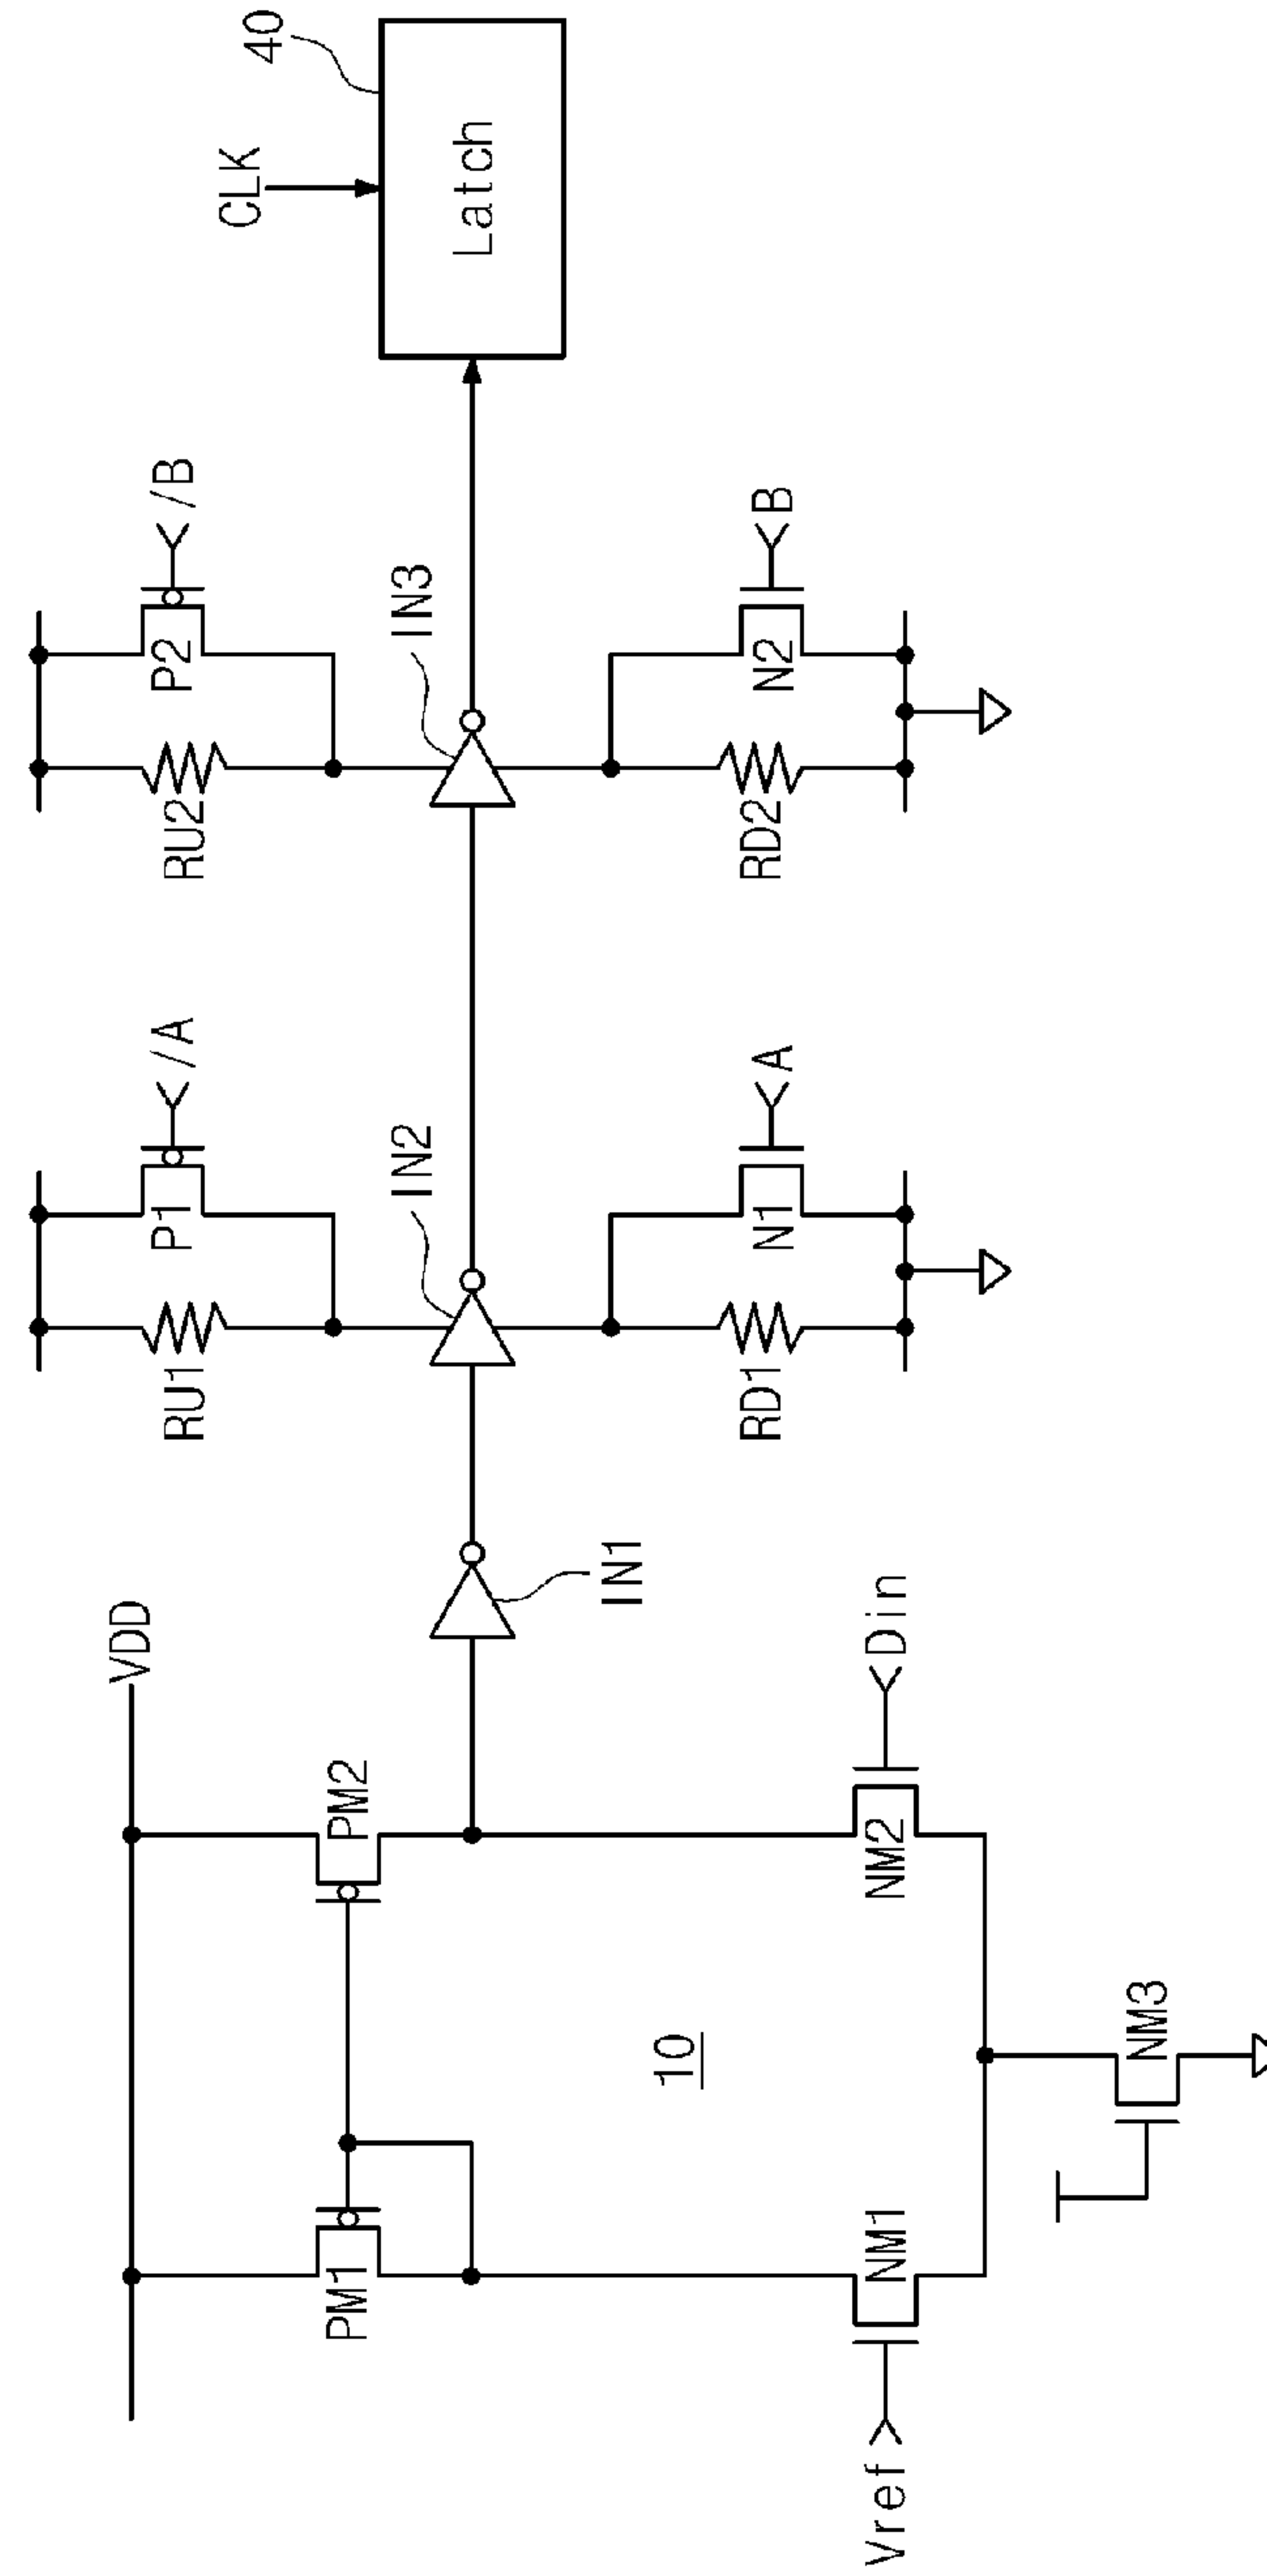 VDD
PM1
PM2
10
NM1
NM2
NM3
Vref
Din
IN1
RU1
P1
/A
IN2
RD1
N1
A
RU2
P2
/B
IN3
RD2
N2
B
CLK
40
Latch